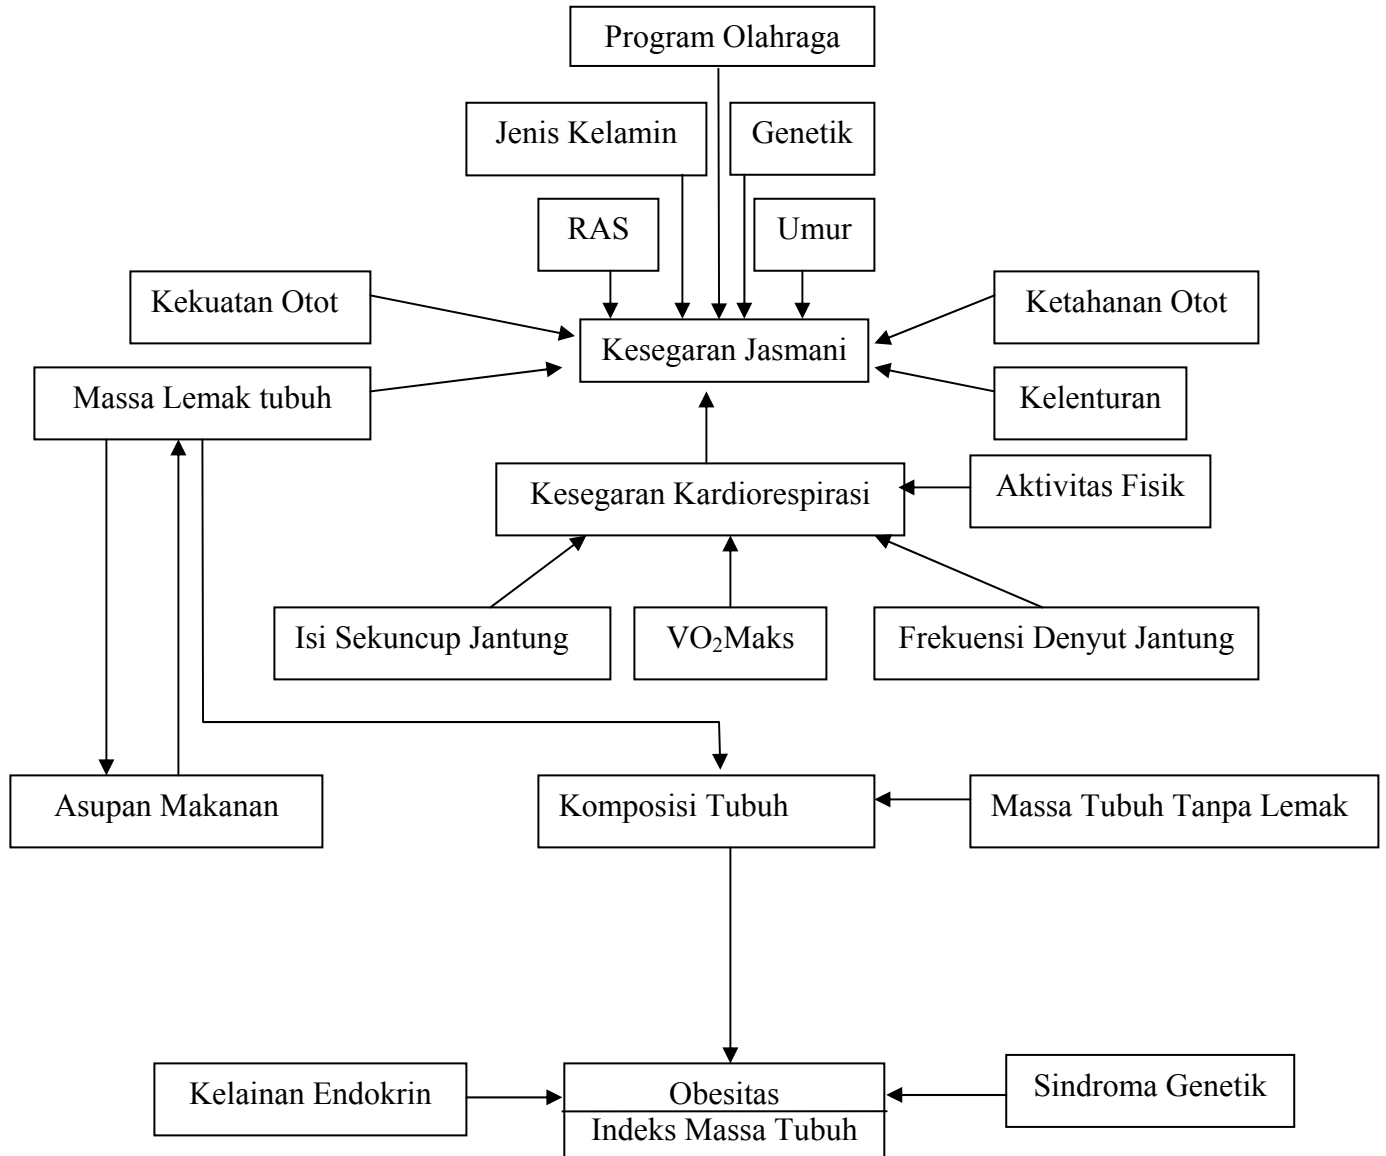 Program Olahraga
Jenis Kelamin
Genetik
RAS
Umur
Kekuatan Otot
Ketahanan Otot
Kesegaran Jasmani
Massa Lemak tubuh
Kelenturan
Kesegaran Kardiorespirasi
Aktivitas Fisik
Isi Sekuncup Jantung
VO₂Maks
Frekuensi Denyut Jantung
Asupan Makanan
Komposisi Tubuh
Massa Tubuh Tanpa Lemak
Kelainan Endokrin
Obesitas
Sindroma Genetik
Indeks Massa Tubuh